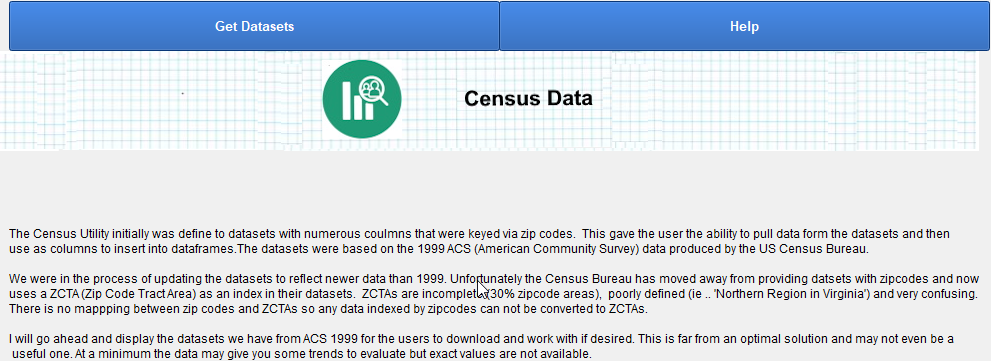 Get Datasets
Help
Census Data
The Census Utility initially was define to datasets with numerous coulmns that were keyed via zip codes.  This gave the user the ability to pull data form the datasets and then
use as columns to insert into dataframes.The datasets were based on the 1999 ACS (American Community Survey) data produced by the US Census Bureau.
We were in the process of updating the datasets to reflect newer data than 1999. Unfortunately the Census Bureau has moved away from providing datsets with zipcodes and now
uses a ZCTA (Zip Code Tract Area) as an index in their datasets.  ZCTAs are incomplete (30% zipcode areas),  poorly defined (ie .. 'Northern Region in Virginia') and very confusing.
There is no mappping between zip codes and ZCTAs so any data indexed by zipcodes can not be converted to ZCTAs.
I will go ahead and display the datasets we have from ACS 1999 for the users to download and work with if desired. This is far from an optimal solution and may not even be a
useful one. At a minimum the data may give you some trends to evaluate but exact values are not available.